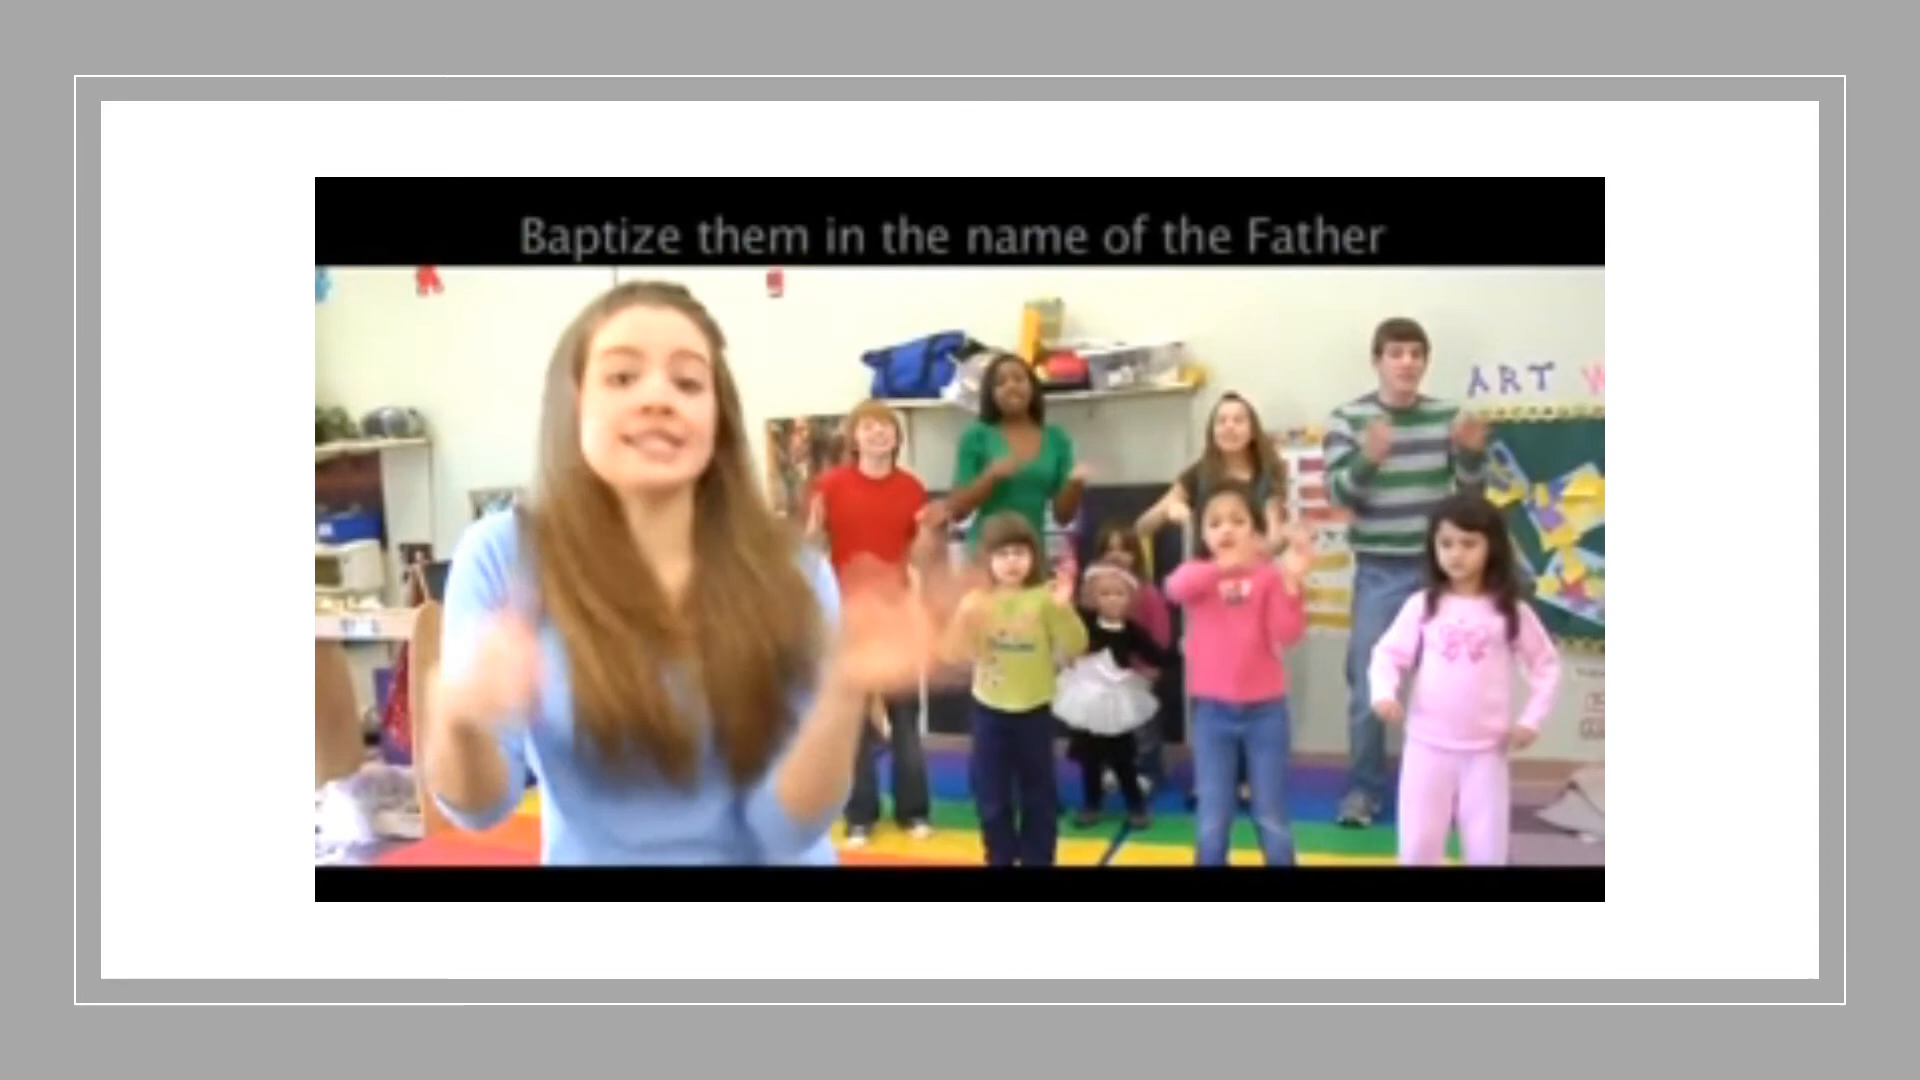 Baptize them in the name of the Father
ART